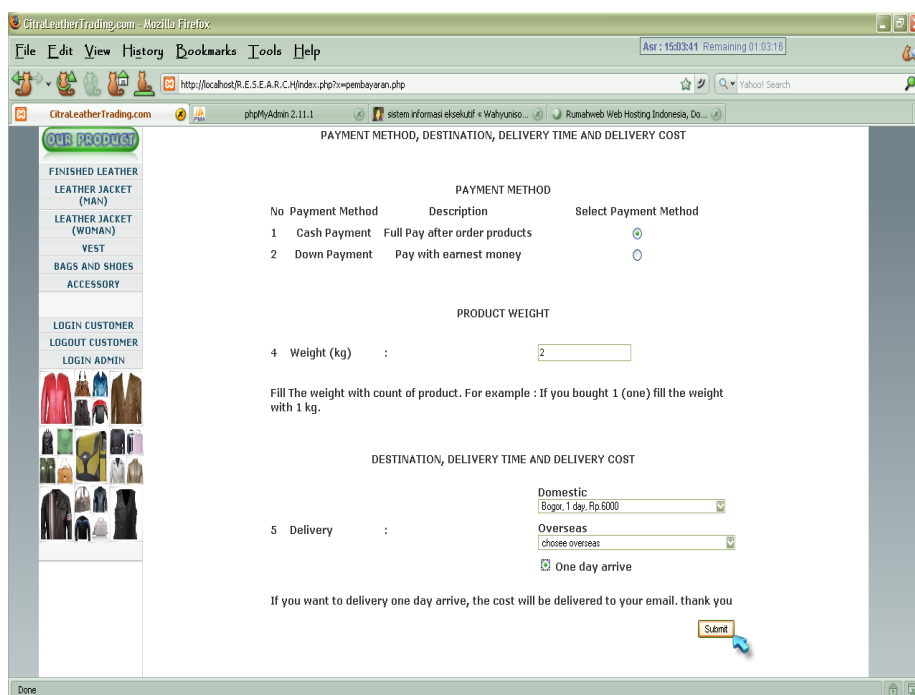 CitraLeatherTrading.com - Mozilla Firefox
File Edit View History Bookmarks Tools Help
Asr : 15:03:41 Remaining 01:03:16
http://localhost/R.E.S.E.A.R.C.H/index.php?x=pembayaran.php
Yahoo! Search
CitraLeatherTrading.com
phpMyAdmin 2.11.1
sistem informasi eksekutif « Wahyuniso...
Rumahweb Web Hosting Indonesia, Do...
OUR PRODUCT
FINISHED LEATHER
LEATHER JACKET
(MAN)
LEATHER JACKET
(WOMAN)
VEST
BAGS AND SHOES
ACCESSORY
LOGIN CUSTOMER
LOGOUT CUSTOMER
LOGIN ADMIN
PAYMENT METHOD, DESTINATION, DELIVERY TIME AND DELIVERY COST
PAYMENT METHOD
No Payment Method Description Select Payment Method
1 Cash Payment Full Pay after order products
2 Down Payment Pay with earnest money
PRODUCT WEIGHT
4 Weight (kg) : 2
Fill The weight with count of product. For example : If you bought 1 (one) fill the weight
with 1 kg.
DESTINATION, DELIVERY TIME AND DELIVERY COST
Domestic
Bogor, 1 day, Rp.6000
5 Delivery :
Overseas
chosee overseas
One day arrive
If you want to delivery one day arrive, the cost will be delivered to your email. thank you
Submit
Done